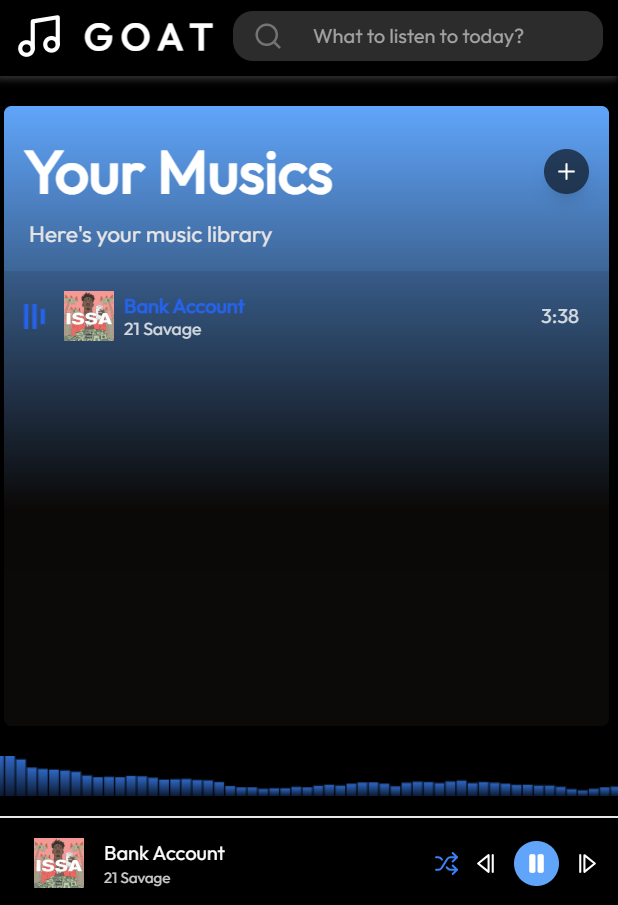 GOAT
What to listen to today?
Your Musics
Here's your music library
ISSA
Bank Account
21 Savage
3:38
ISSA
Bank Account
21 Savage